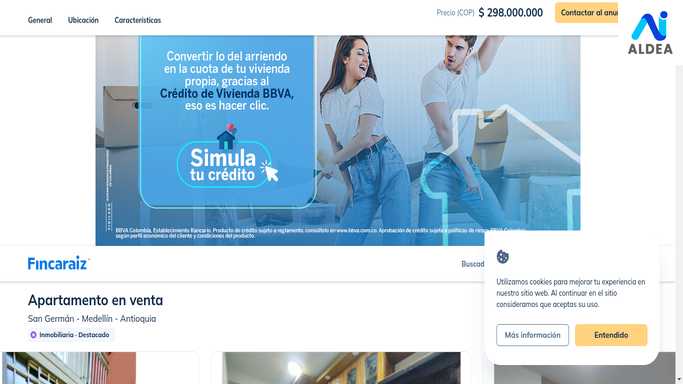 General
Ubicación
Características
Precio (COP) $ 298.000.000
Contactar al anu
ALDEA
Convertir lo del arriendo
en la cuota de tu vivienda
propia, gracias al
Crédito de Vivienda BBVA,
eso es hacer clic.
Simula
tu crédito
BBVA Colombia. Establecimiento Bancario. Producto de crédito sujeto a reglamento, consúltelo en www.bbva.com.co. Aprobación de crédito sujeta a políticas de riesgo BBVA Colombia
según perfil económico del cliente y condiciones del producto.
Fincaraiz
Buscad
Apartamento en venta
San Germán - Medellín - Antioquia
Inmobiliaria - Destacado
Utilizamos cookies para mejorar tu experiencia en
nuestro sitio web. Al continuar en el sitio
consideramos que aceptas su uso.
Más información
Entendido